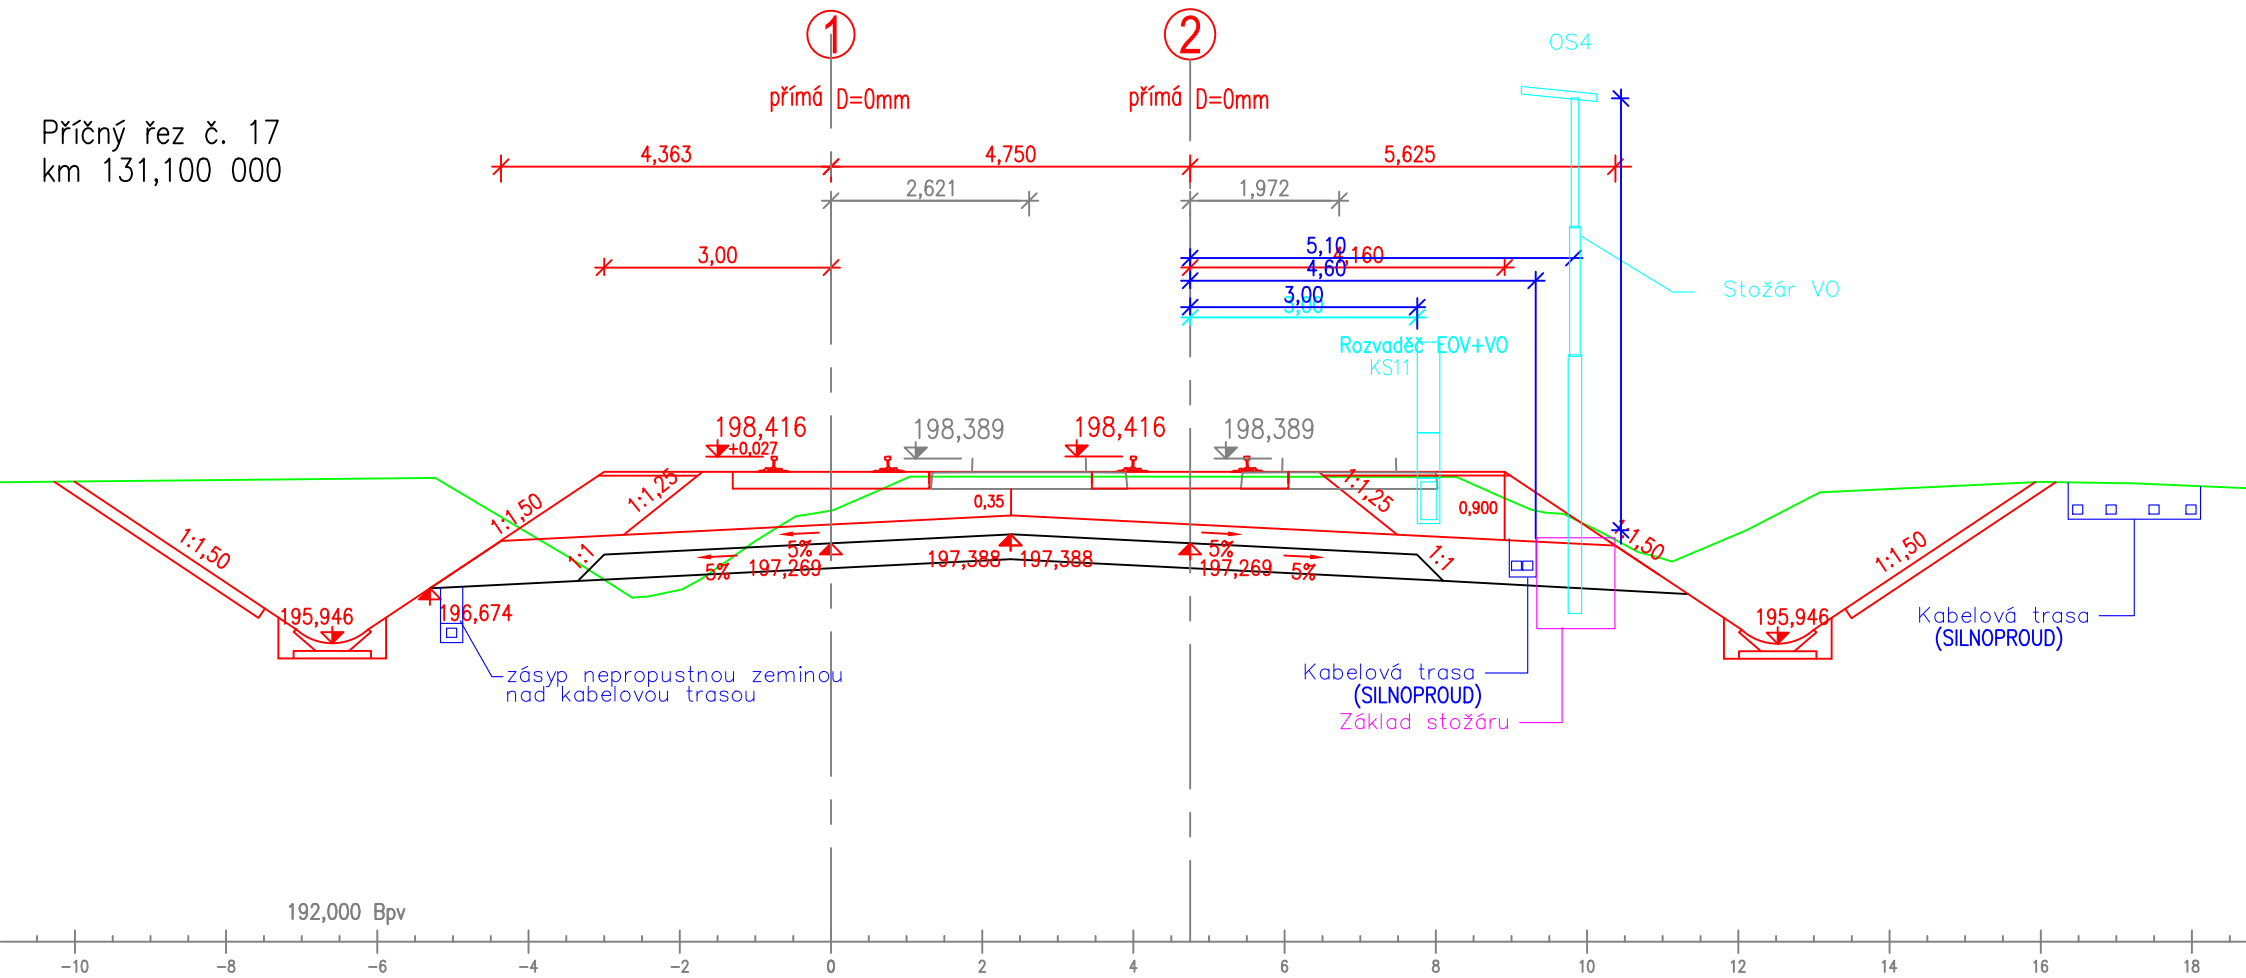 1
2
OS4
přímá D=0mm
přímá D=0mm
Příčný řez č. 17
km 131,100 000
4,363
4,750
5,625
2,621
1,972
3,00
5,10
4,160
4,60
3,00
3,00
Stožár VO
Rozvaděč EOV+VO
KS11
198,416
+0,027
198,389
198,416
198,389
1:1,50
1:1,50
1:1,25
1:1
0,35
1:1,25
0,900
1:1,50
1:1
1:1,50
5%
5%
5%
5%
197,269
197,388
197,388
197,269
195,946
196,674
195,946
zásyp nepropustnou zeminou
nad kabelovou trasou
Kabelová trasa
(SILNOPROUD)
Základ stožáru
Kabelová trasa
(SILNOPROUD)
192,000 Bpv
-10 -8 -6 -4 -2 0 2 4 6 8 10 12 14 16 18